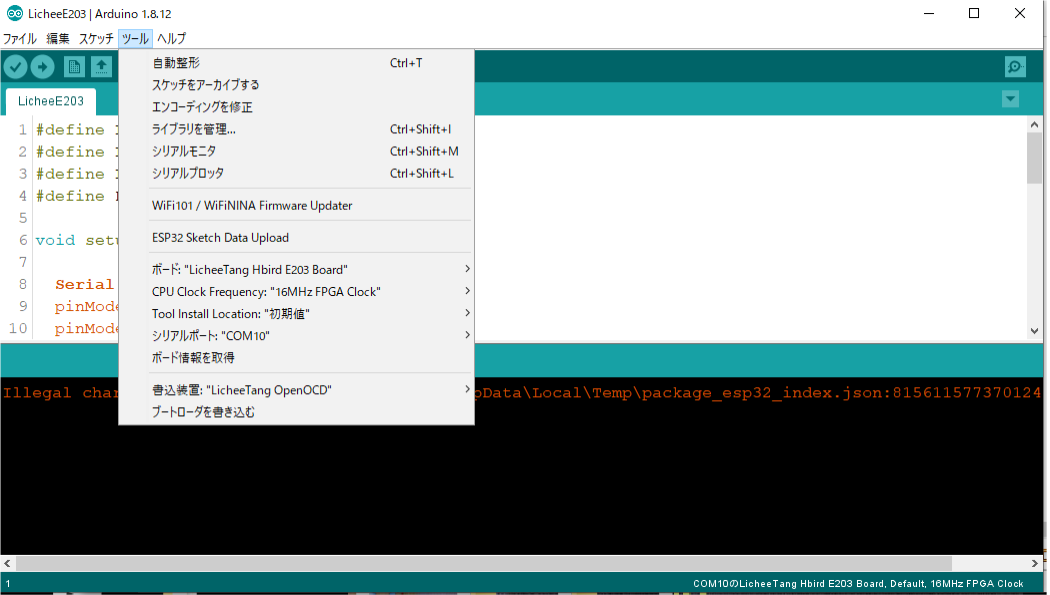 LicheeE203 | Arduino 1.8.12
ファイル 編集 スケッチ ツール ヘルプ
自動整形 Ctrl+T
スケッチをアーカイブする
エンコーディングを修正
ライブラリを管理... Ctrl+Shift+I
シリアルモニタ Ctrl+Shift+M
シリアルプロッタ Ctrl+Shift+L
WiFi101 / WiFiNINA Firmware Updater
ESP32 Sketch Data Upload
ボード: "LicheeTang Hbird E203 Board"
CPU Clock Frequency: "16MHz FPGA Clock"
Tool Install Location: "初期値"
シリアルポート: "COM10"
ボード情報を取得
書込装置: "LicheeTang OpenOCD"
ブートローダを書き込む
LicheeE203
1 #define
2 #define
3 #define
4 #define
5
6 void setu
7
8 Serial
9 pinMode
10 pinMode
Illegal char pData\Local\Temp\package_esp32_index.json:815611577370124
1 COM10のLicheeTang Hbird E203 Board, Default, 16MHz FPGA Clock